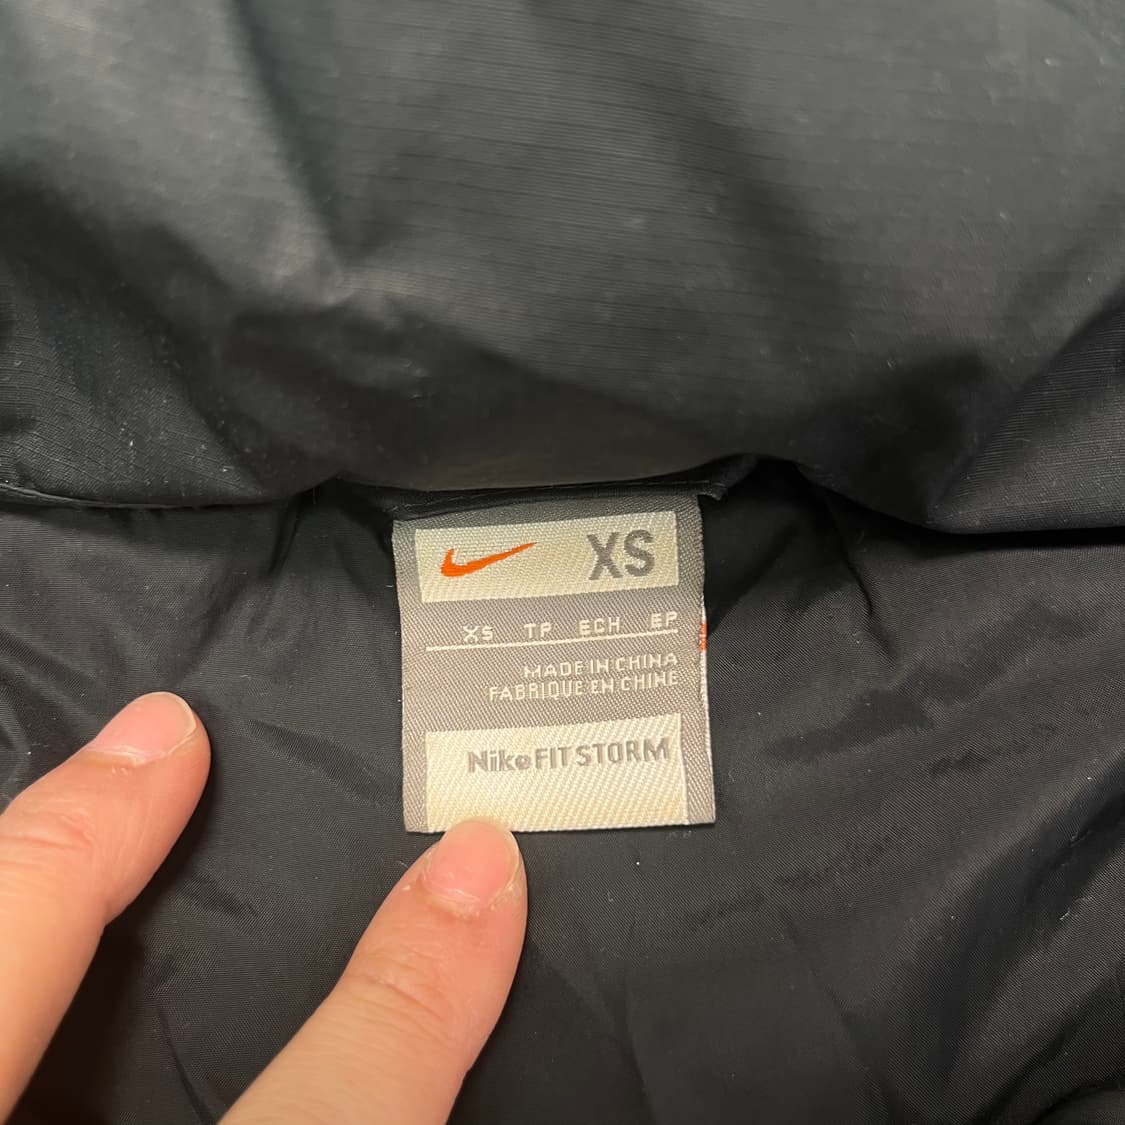 XS
XS TP ECH EP
MADE IN CHINA
FABRIQUE EN CHINE
NikeFITSTORM